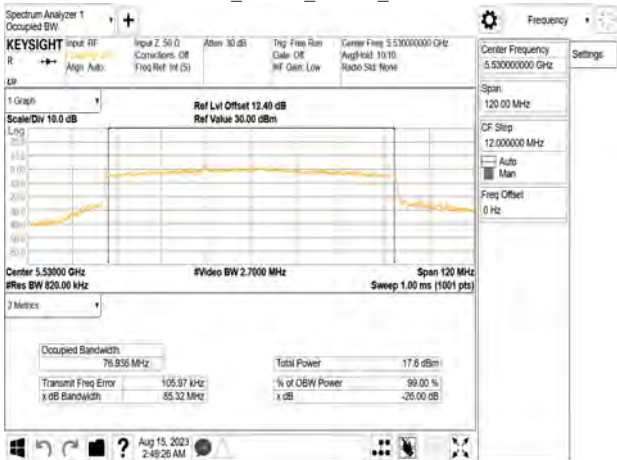 Spectrum Analyzer 1
Occupied BW
+
Frequency
KEYSIGHT Input: RF
R
Align: Auto
Input Z: 50 Ω
Corrections: Off
Freq Ref: Int (S)
Atten: 30 dB
Trig: Free Run
Gate: Off
#IF Gain: Low
Center Freq: 5.530000000 GHz
Avg|Hold: 10/10
Radio Std: None
Center Frequency
5.530000000 GHz
Settings
Span
120.00 MHz
CF Step
12.000000 MHz
Auto
Man
Freq Offset
0 Hz
1 Graph
Scale/Div 10.0 dB
Ref Lvl Offset 12.40 dB
Ref Value 30.00 dBm
Log
Center 5.53000 GHz
#Res BW 820.00 kHz
#Video BW 2.7000 MHz
Span 120 MHz
Sweep 1.00 ms (1001 pts)
2 Metrics
Occupied Bandwidth
76.936 MHz
Total Power 17.6 dBm
Transmit Freq Error 105.97 kHz
% of OBW Power 99.00 %
x dB Bandwidth 85.32 MHz
x dB -26.00 dB
?
Aug 15, 2023
2:49:26 AM